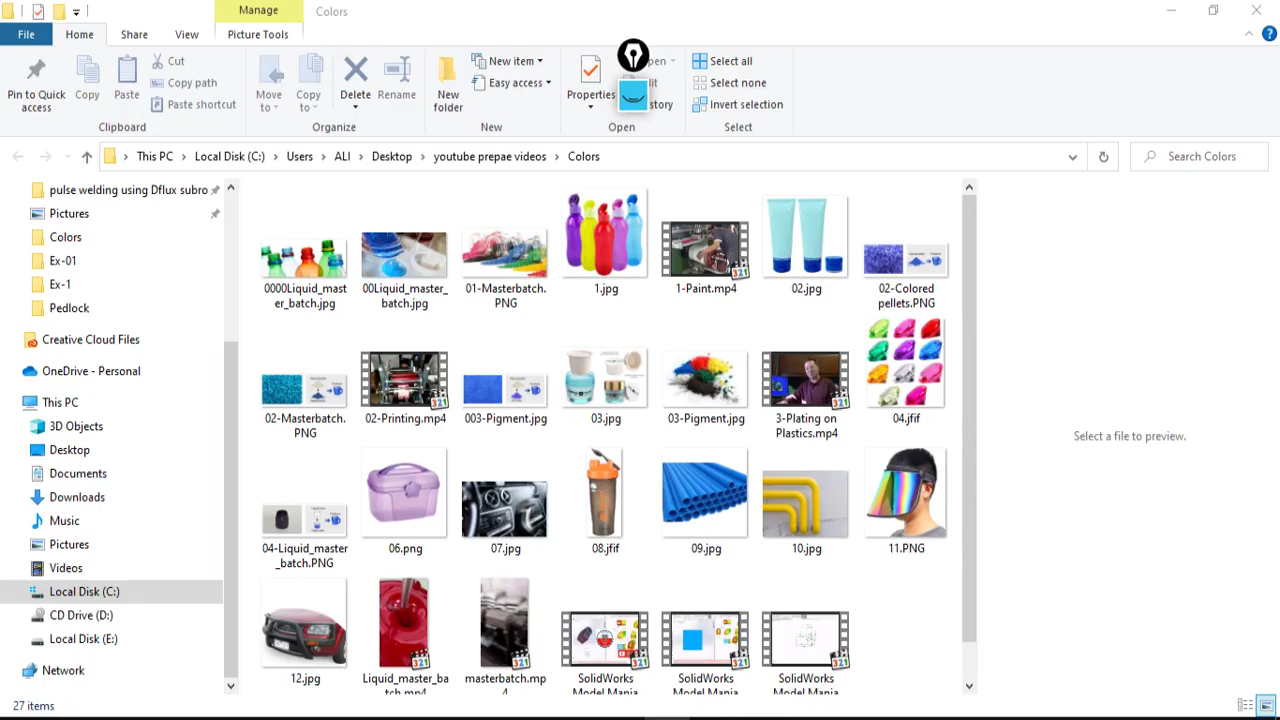 Manage
Colors
File
Home
Share
View
Picture Tools
Pin to Quick access
Copy
Paste
Cut
Copy path
Paste shortcut
Move to
Copy to
Delete
Rename
New folder
New item
Easy access
Properties
Select all
Select none
Invert selection
Clipboard
Organize
New
Open
Select
This PC
Local Disk (C:)
Users
ALI
Desktop
youtube prepae videos
Colors
Search Colors
pulse welding using Dflux subro
Pictures
Colors
Ex-01
Ex-1
Pedlock
Creative Cloud Files
OneDrive - Personal
This PC
3D Objects
Desktop
Documents
Downloads
Music
Pictures
Videos
Local Disk (C:)
CD Drive (D:)
Local Disk (E:)
Network
0000Liquid_mast
er_batch.jpg
00Liquid_master_
batch.jpg
01-Masterbatch.
PNG
1.jpg
1-Paint.mp4
02.jpg
02-Colored
pellets.PNG
02-Masterbatch.
PNG
02-Printing.mp4
003-Pigment.jpg
03.jpg
03-Pigment.jpg
3-Plating on
Plastics.mp4
04.jfif
04-Liquid_master
_batch.PNG
06.png
07.jpg
08.jfif
09.jpg
10.jpg
11.PNG
12.jpg
Liquid_master_ba
tch.mp4
masterbatch.mp
4
SolidWorks
Model Mania
SolidWorks
Model Mania
SolidWorks
Model Mania
Select a file to preview.
27 items